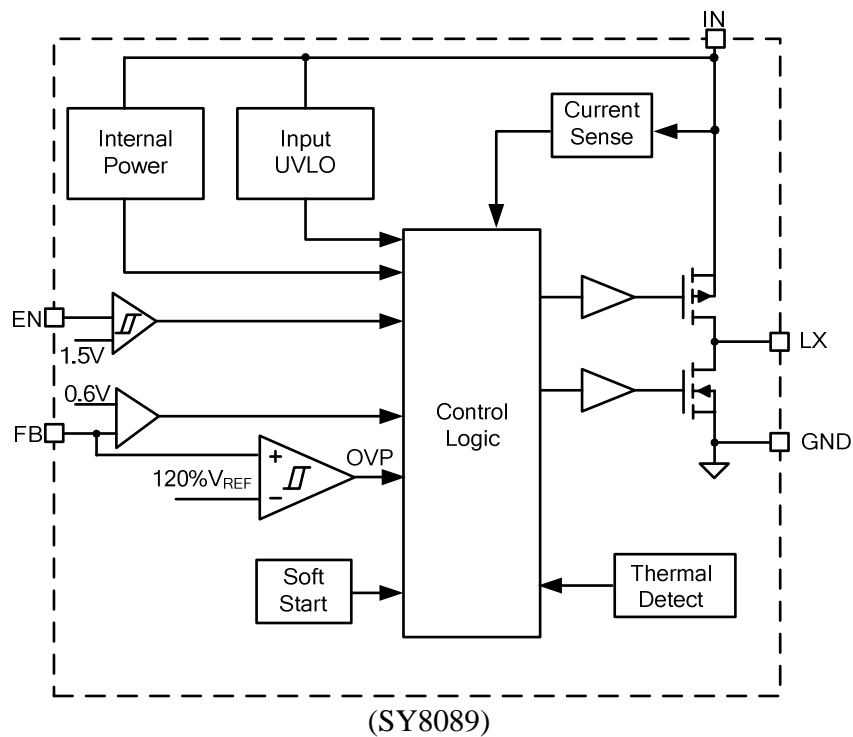 IN
Internal
Power
Input
UVLO
Current
Sense
EN
1.5V
0.6V
FB
+
OVP
120%VREF
−
Control
Logic
LX
GND
Soft
Start
Thermal
Detect
(SY8089)